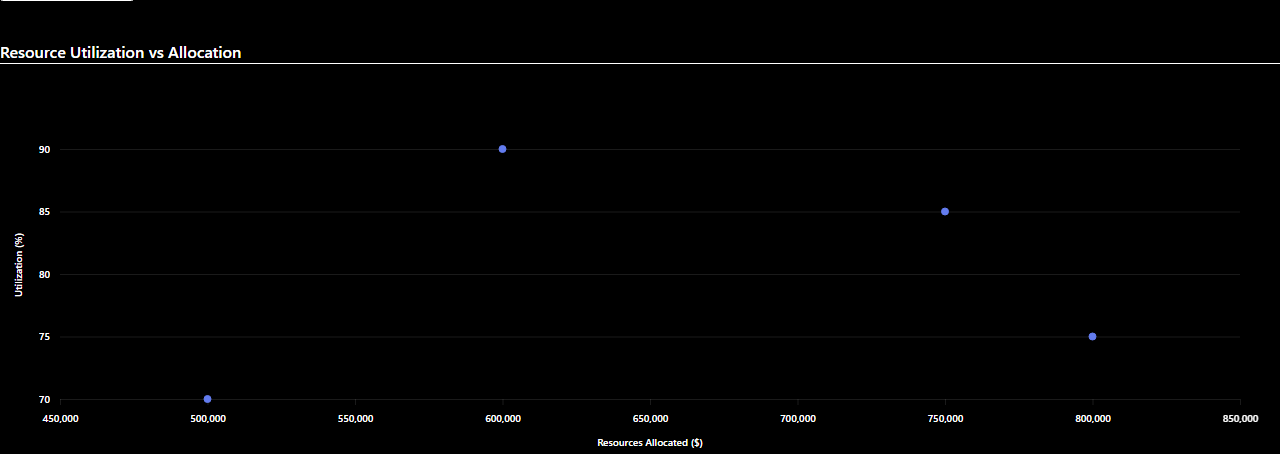 Resource Utilization vs Allocation
90
85
80
75
70
Utilization (%)
450,000 500,000 550,000 600,000 650,000 700,000 750,000 800,000 850,000
Resources Allocated ($)